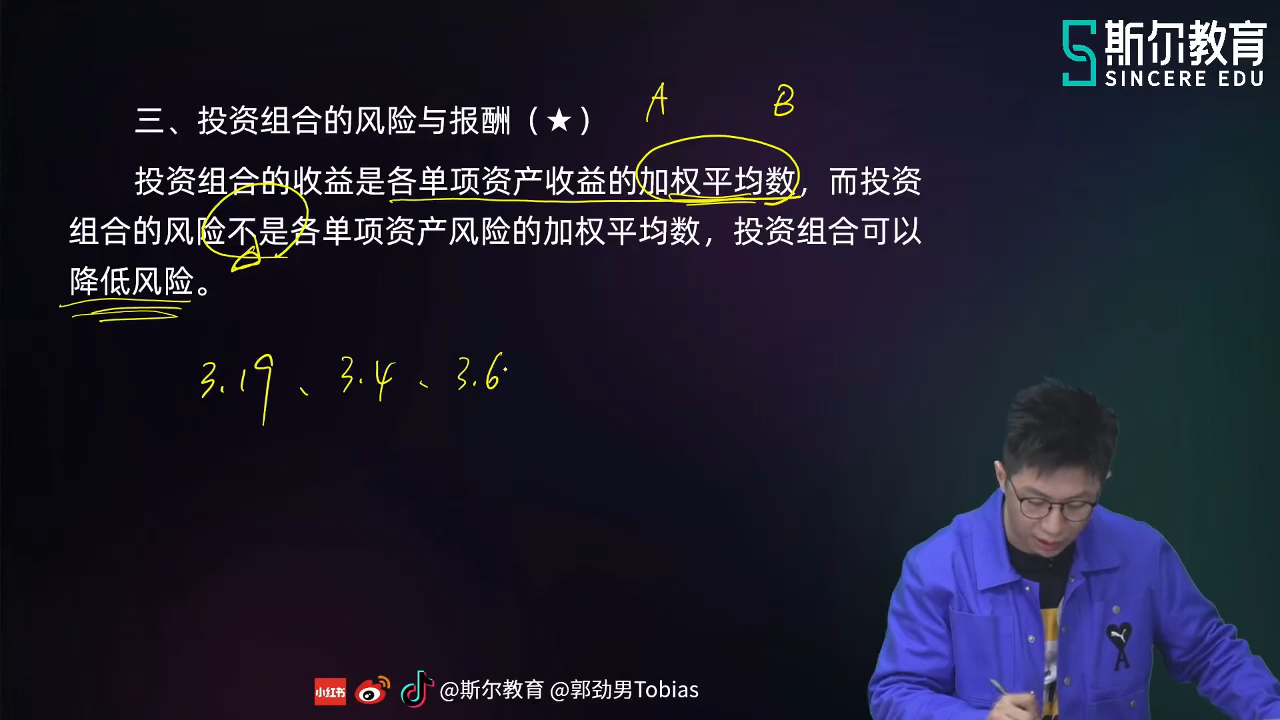 斯尔教育
SINCERE EDU
A B
三、投资组合的风险与报酬（★）
投资组合的收益是各单项资产收益的加权平均数，而投资
组合的风险不是各单项资产风险的加权平均数，投资组合可以
降低风险。
3.19、3.4、3.6
小红书 @斯尔教育 @郭劲男Tobias